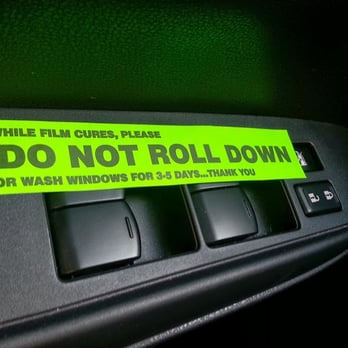 WHILE FILM CURES, PLEASE
DO NOT ROLL DOWN
OR WASH WINDOWS FOR 3-5 DAYS...THANK YOU